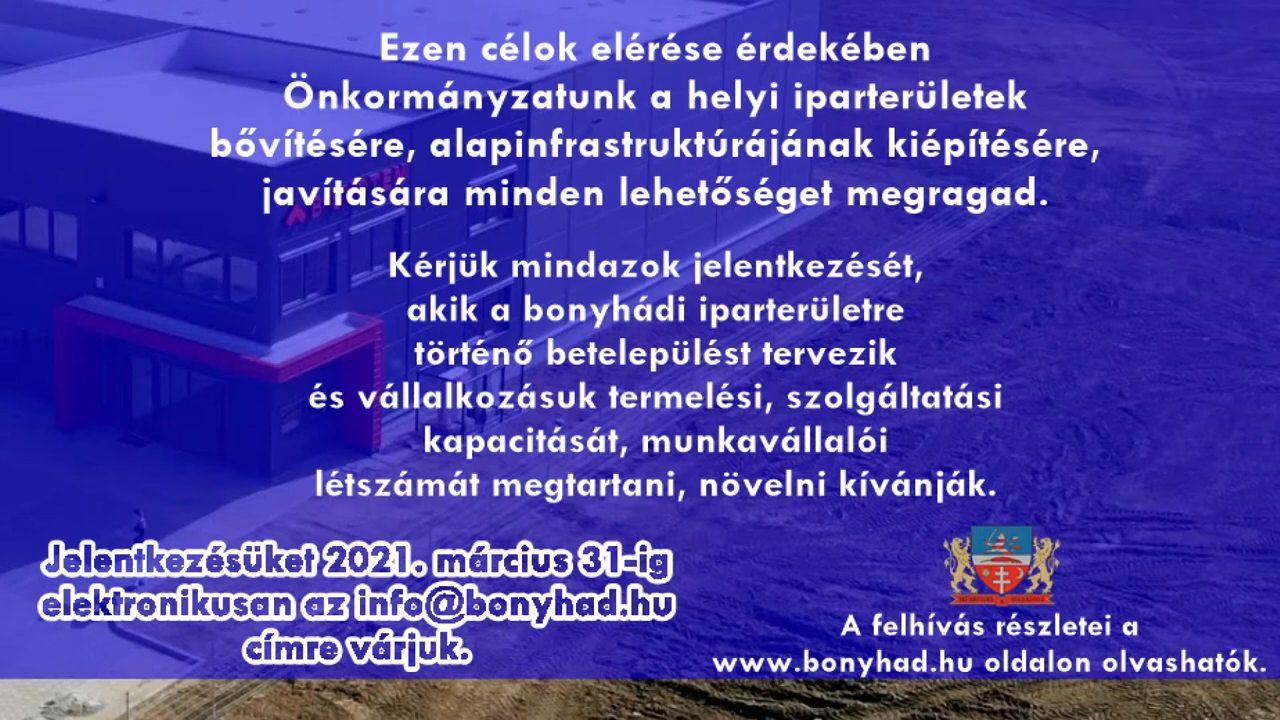 Ezen célok elérése érdekében
Önkormányzatunk a helyi iparterületek
bővítésére, alapinfrastruktúrájának kiépítésére,
javítására minden lehetőséget megragad.
Kérjük mindazok jelentkezését,
akik a bonyhádi iparterületre
történő betelepülést tervezik
és vállalkozásuk termelési, szolgáltatási
kapacitását, munkavállalói
létszámát megtartani, növelni kívánják.
Jelentkezésüket 2021. március 31-ig
elektronikusan az info@bonyhad.hu
címre várjuk.
A felhívás részletei a
www.bonyhad.hu oldalon olvashatók.